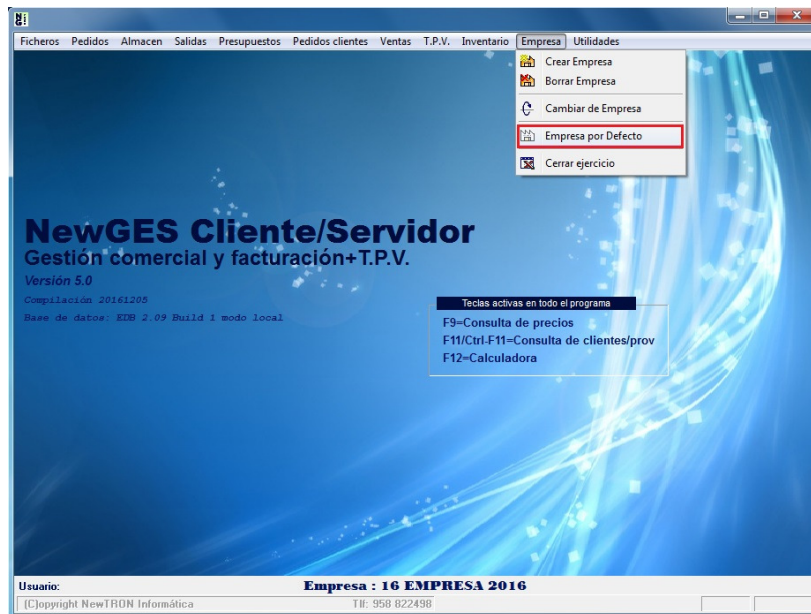 Ficheros Pedidos Almacen Salidas Presupuestos Pedidos clientes Ventas T.P.V. Inventario Empresa Utilidades
Crear Empresa
Borrar Empresa
Cambiar de Empresa
Empresa por Defecto
Cerrar ejercicio
NewGES Cliente/Servidor
Gestión comercial y facturación+T.P.V.
Versión 5.0
Compilación 20161205
Base de datos: EDB 2.09 Build 1 modo local
Teclas activas en todo el programa
F9=Consulta de precios
F11/Ctrl-F11=Consulta de clientes/prov
F12=Calculadora
Usuario: Empresa : 16 EMPRESA 2016
(C)opyright NewTRON Informática Tlf: 958 822498